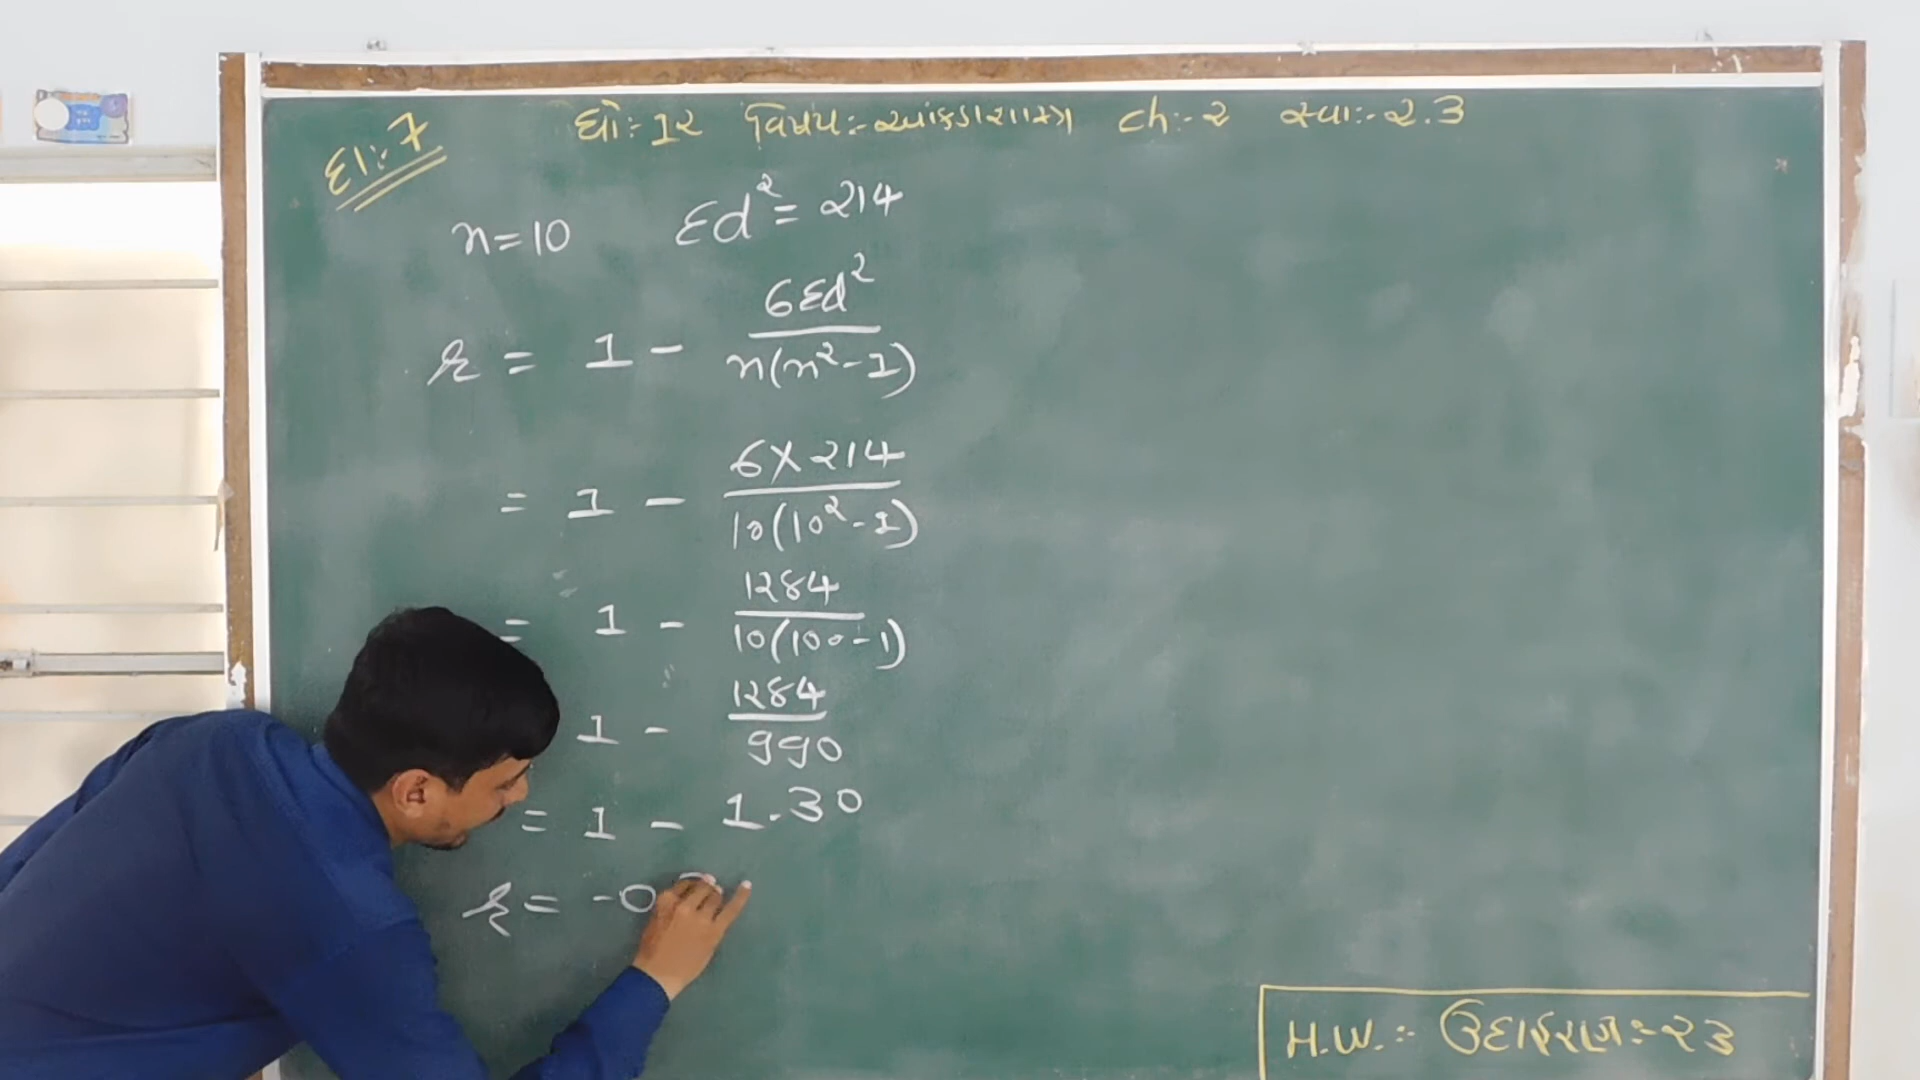 દા:-7
ધો:-12 વિષય:-આંકડાશાસ્ત્ર ch:-2 સ્વા:-2.3
n=10 Σd²= 214
r = 1 - 6Σd² / n(n²-1)
= 1 - 6×214 / 10(10²-1)
= 1 - 1284 / 10(100-1)
1 - 1284 / 990
= 1 - 1.30
r = -0
H.W.:- ઉદાહરણ:-23